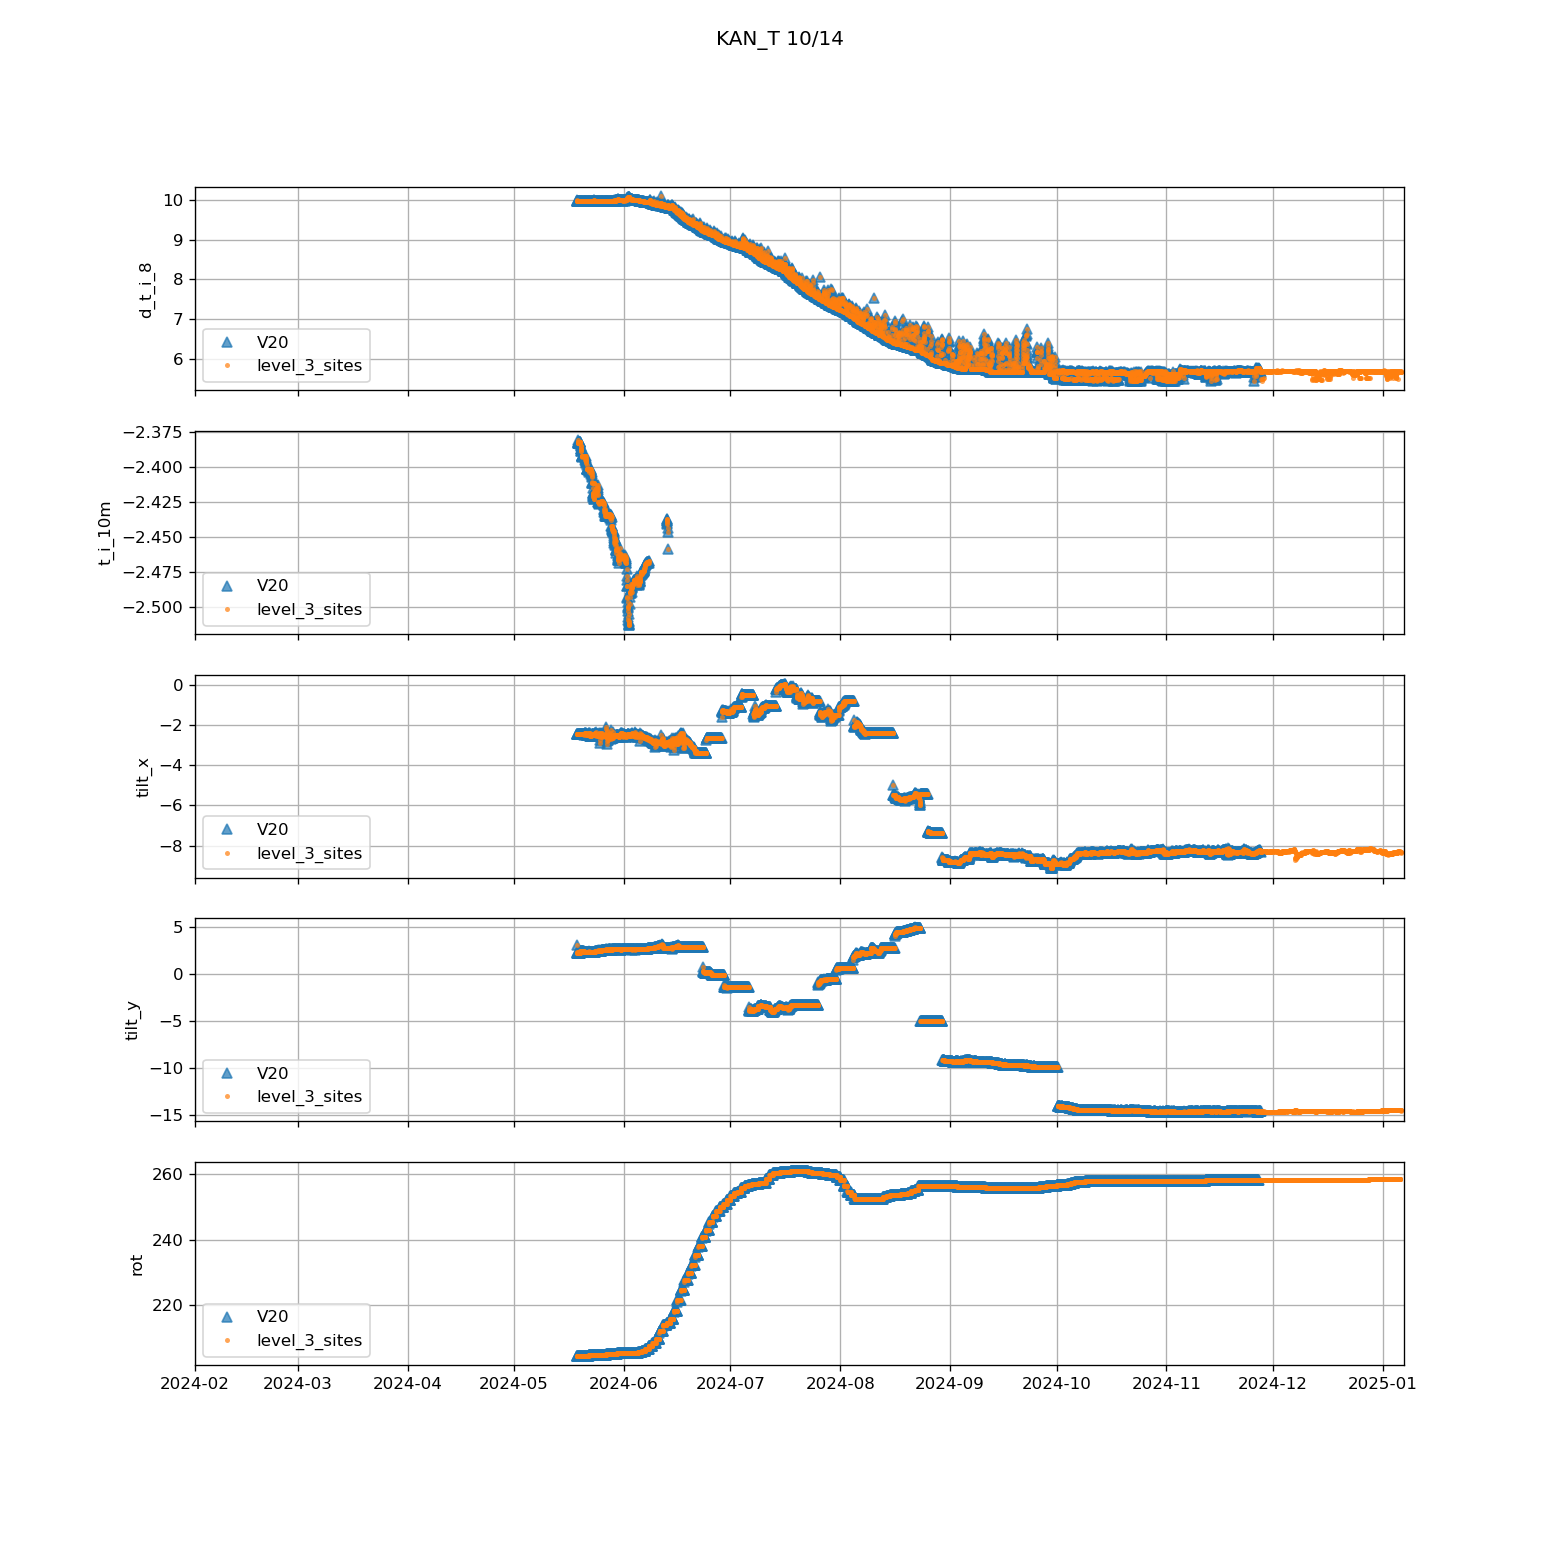 KAN_T 10/14
10
9
8
7
6
d_t_i_8
V20
level_3_sites
−2.375
−2.400
−2.425
−2.450
−2.475
−2.500
t_i_10m
V20
level_3_sites
0
−2
−4
−6
−8
tilt_x
V20
level_3_sites
5
0
−5
−10
−15
tilt_y
V20
level_3_sites
260
240
220
rot
V20
level_3_sites
2024-02 2024-03 2024-04 2024-05 2024-06 2024-07 2024-08 2024-09 2024-10 2024-11 2024-12 2025-01